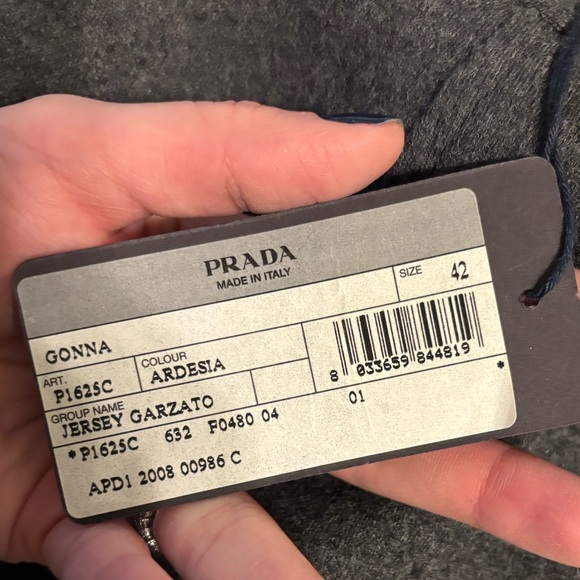 PRADA
MADE IN ITALY
SIZE 42
GONNA
ART. P1625C
COLOUR ARDESIA
8 033659 844819
GROUP NAME
JERSEY GARZATO
*P1625C 632 F0480 04 01 *
APD1 2008 00986 C